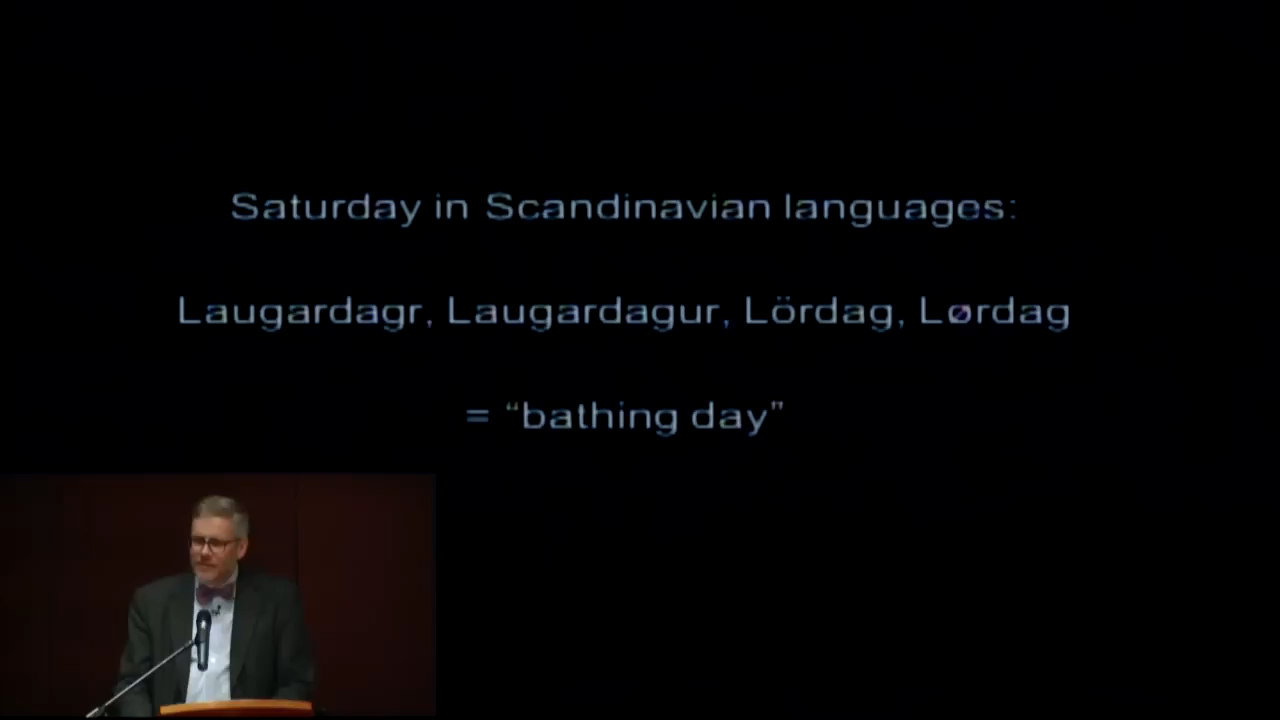 Saturday in Scandinavian languages:
Laugardagr, Laugardagur, Lördag, Lørdag
= “bathing day”